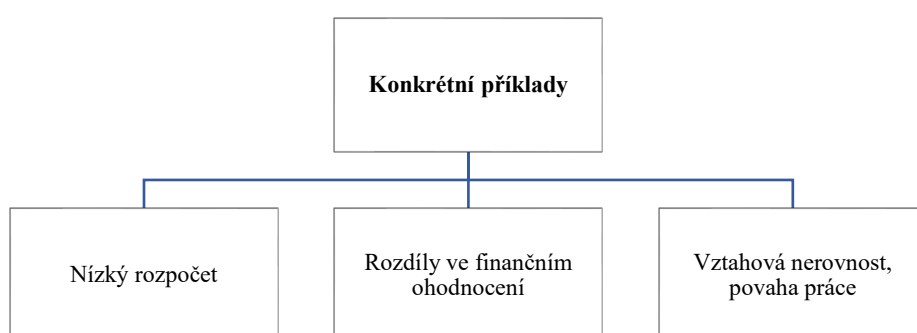 Konkrétní příklady
Nízký rozpočet
Rozdíly ve finančním
ohodnocení
Vztahová nerovnost,
povaha práce